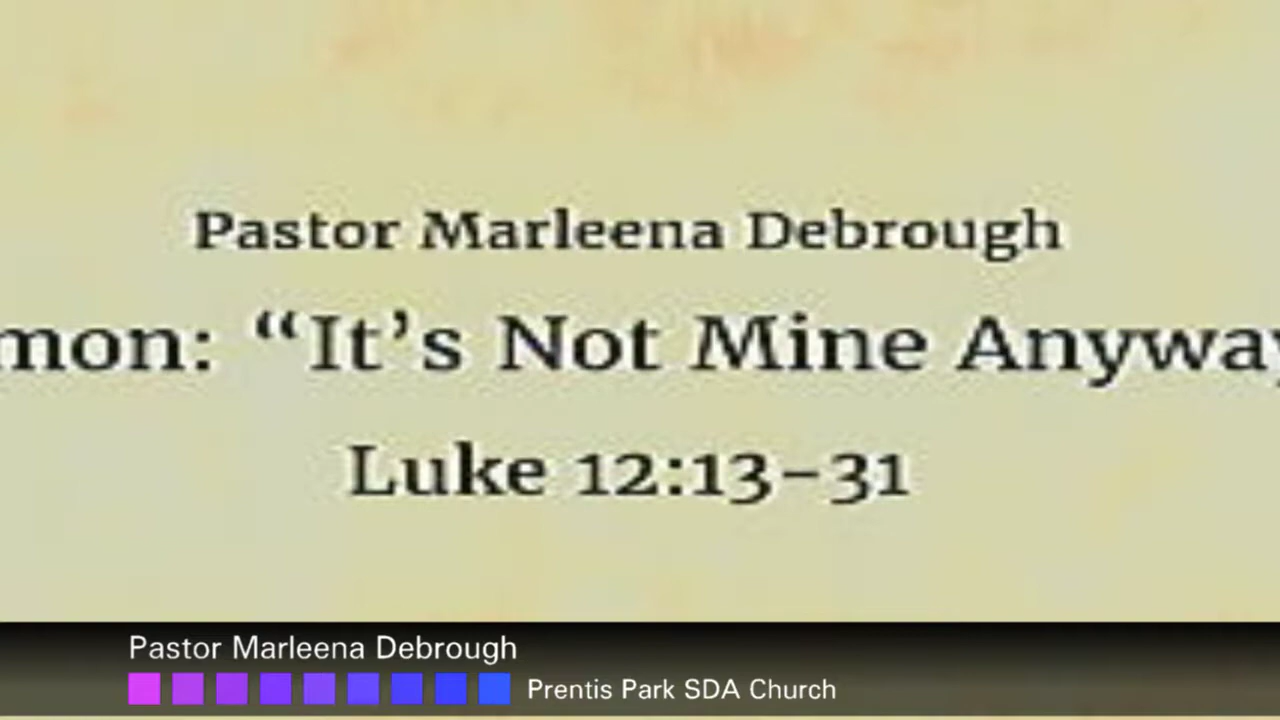 Pastor Marleena Debrough
mon: “It’s Not Mine Anyway
Luke 12:13–31
Pastor Marleena Debrough
Prentis Park SDA Church